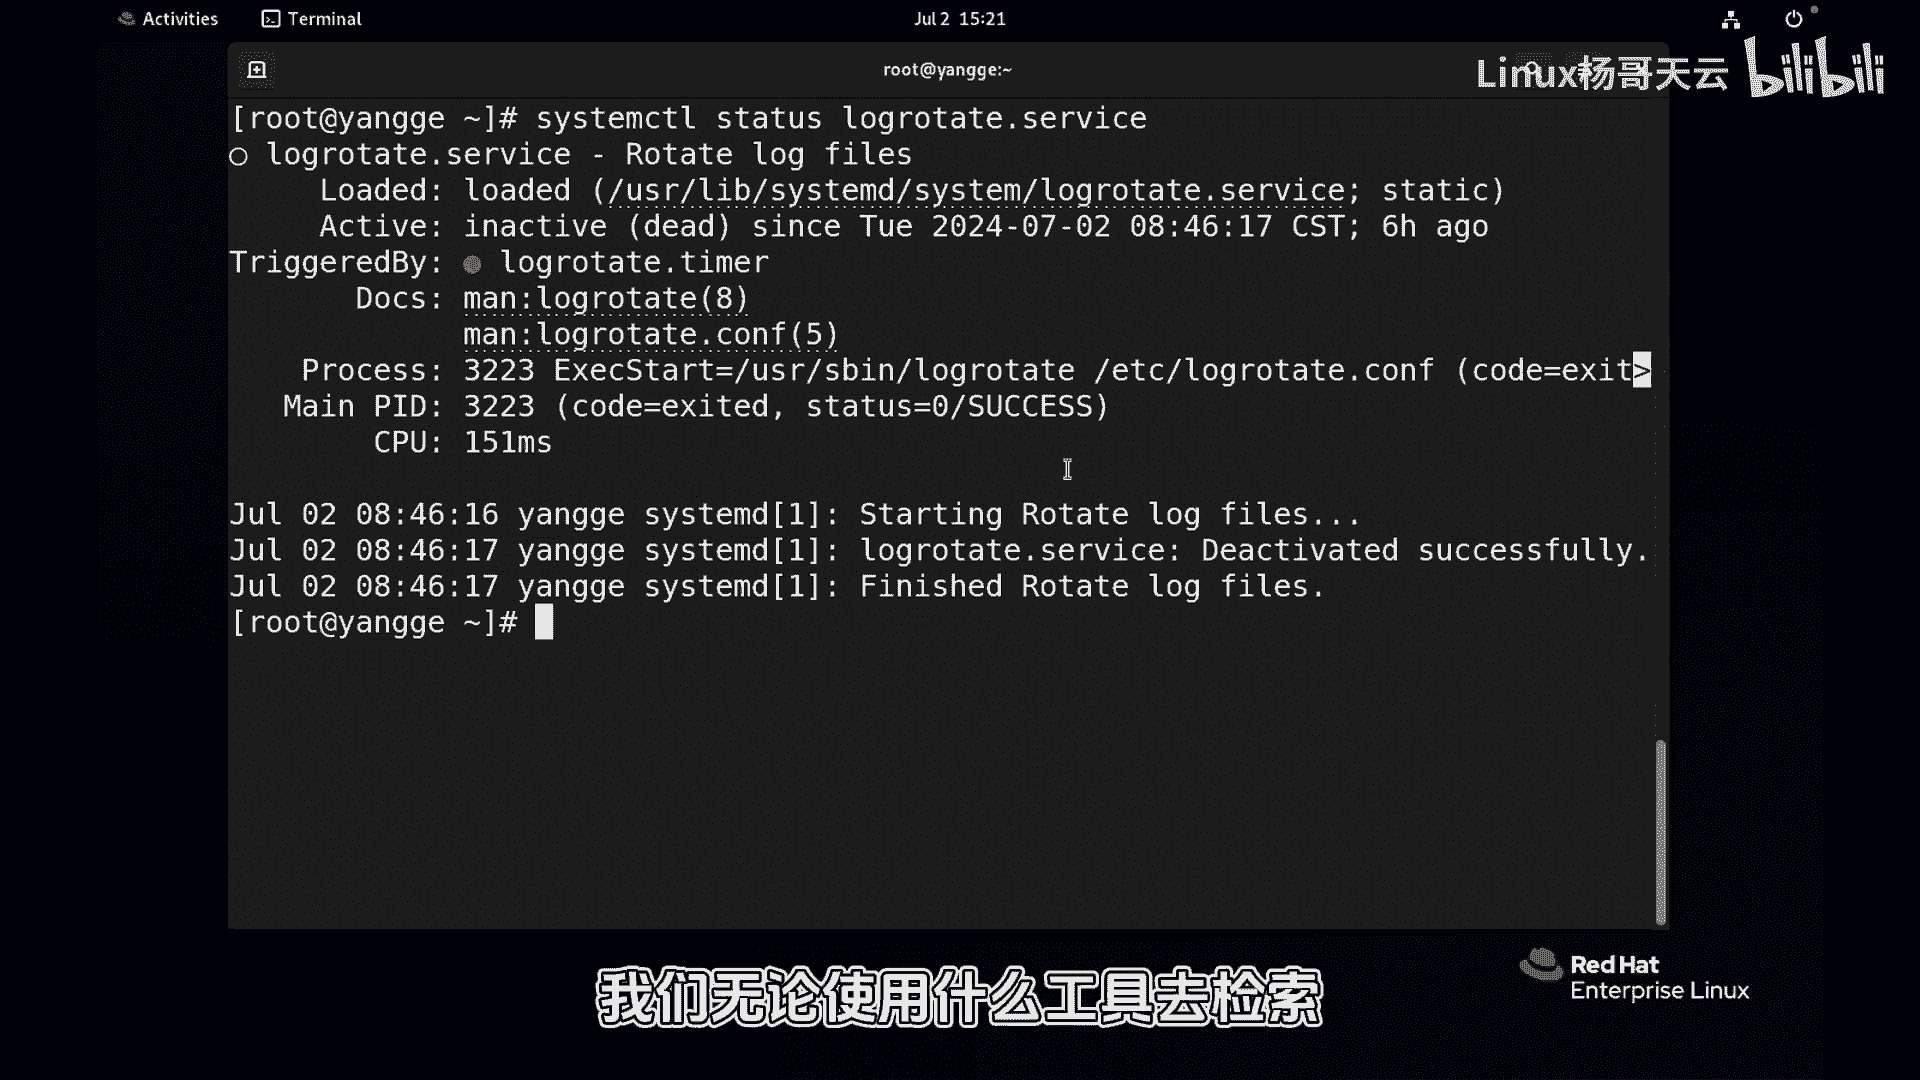 Activities Terminal Jul 2 15:21
root@yangge:~
Linux杨哥天云 bilibili
[root@yangge ~]# systemctl status logrotate.service
○ logrotate.service - Rotate log files
Loaded: loaded (/usr/lib/systemd/system/logrotate.service; static)
Active: inactive (dead) since Tue 2024-07-02 08:46:17 CST; 6h ago
TriggeredBy: ● logrotate.timer
Docs: man:logrotate(8)
man:logrotate.conf(5)
Process: 3223 ExecStart=/usr/sbin/logrotate /etc/logrotate.conf (code=exit>
Main PID: 3223 (code=exited, status=0/SUCCESS)
CPU: 151ms
Jul 02 08:46:16 yangge systemd[1]: Starting Rotate log files...
Jul 02 08:46:17 yangge systemd[1]: logrotate.service: Deactivated successfully.
Jul 02 08:46:17 yangge systemd[1]: Finished Rotate log files.
[root@yangge ~]#
Red Hat
Enterprise Linux
我们无论使用什么工具去检索